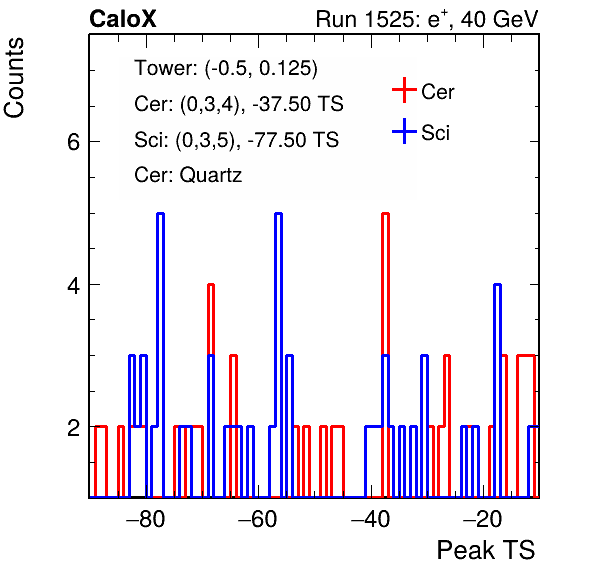 CaloX Run 1525: e⁺, 40 GeV
Counts
Tower: (-0.5, 0.125)
Cer: (0,3,4), -37.50 TS
Sci: (0,3,5), -77.50 TS
Cer: Quartz
Cer
Sci
6
4
2
−80 −60 −40 −20
Peak TS